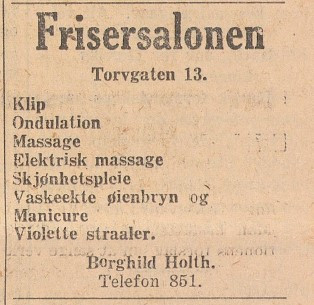 Frisersalonen
Torvgaten 13.
Klip
Ondulation
Massage
Elektrisk massage
Skjønhetspleie
Vaskeekte øienbryn og
Manicure
Violette straaler.
Borghild Holth.
Telefon 851.